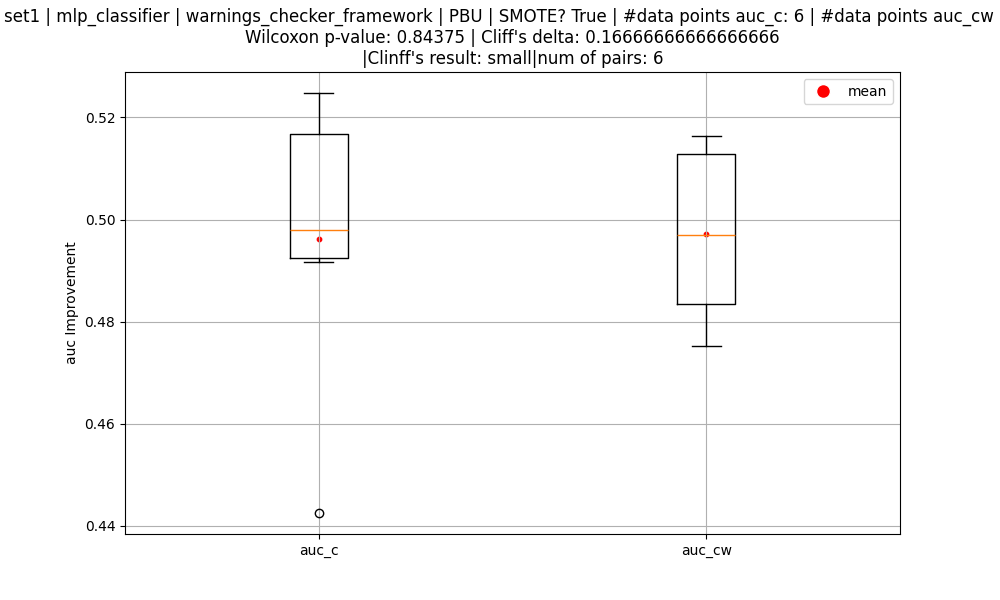 set1 | mlp_classifier | warnings_checker_framework | PBU | SMOTE? True | #data points auc_c: 6 | #data points auc_cw
Wilcoxon p-value: 0.84375 | Cliff's delta: 0.16666666666666666
|Clinff's result: small|num of pairs: 6
mean
0.52
0.50
0.48
0.46
0.44
auc Improvement
auc_c
auc_cw